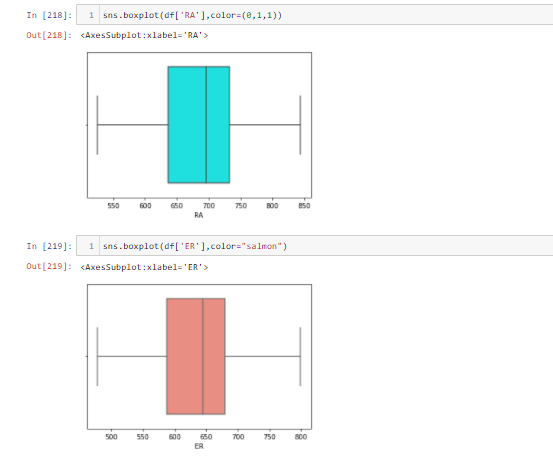 In [218]: 1 sns.boxplot(df['RA'],color=(0,1,1))
Out[218]: <AxesSubplot:xlabel='RA'>
550 600 650 700 750 800 850
RA
In [219]: 1 sns.boxplot(df['ER'],color="salmon")
Out[219]: <AxesSubplot:xlabel='ER'>
500 550 600 650 700 750 800
ER